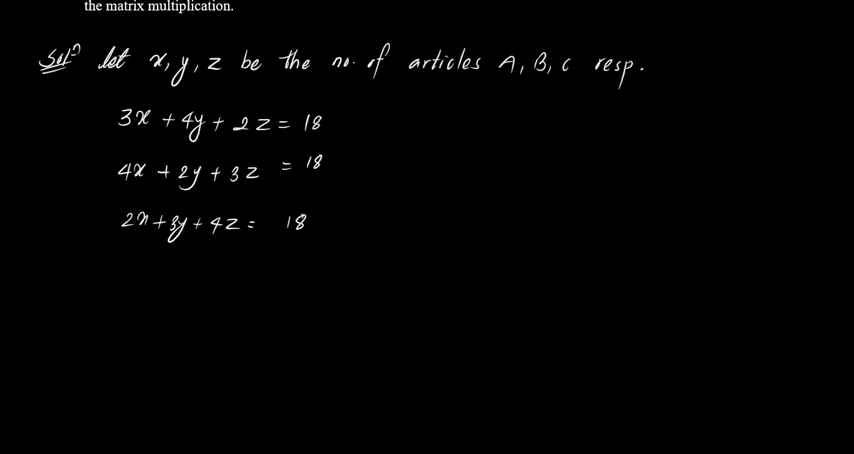 the matrix multiplication.
Solⁿ let x, y, z be the no. of articles A, B, C resp.
3x + 4y + 2z = 18
4x + 2y + 3z = 18
2x + 3y + 4z = 18